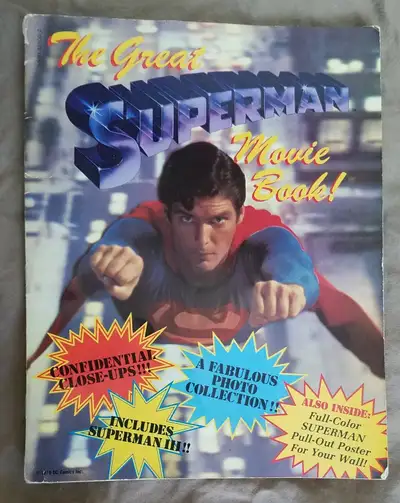 The Great
SUPERMAN
Movie
Book!
CONFIDENTIAL
CLOSE-UPS!!!
A FABULOUS
PHOTO
COLLECTION!!
INCLUDES
SUPERMAN III!!
ALSO INSIDE:
Full-Color
SUPERMAN
Pull-Out Poster
For Your Wall!